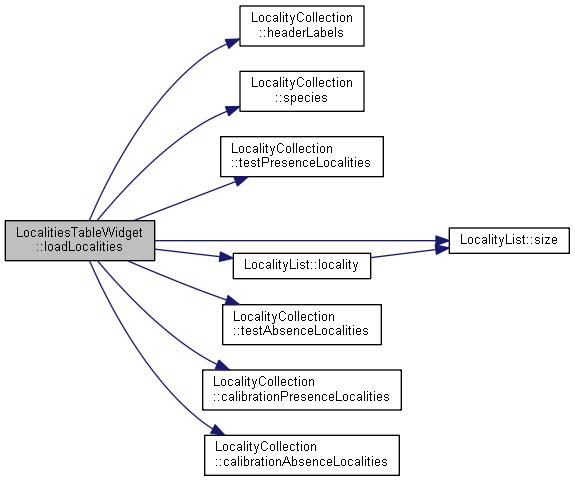 LocalityCollection
::headerLabels
LocalityCollection
::species
LocalityCollection
::testPresenceLocalities
LocalitiesTableWidget
::loadLocalities
LocalityList::size
LocalityList::locality
LocalityCollection
::testAbsenceLocalities
LocalityCollection
::calibrationPresenceLocalities
LocalityCollection
::calibrationAbsenceLocalities